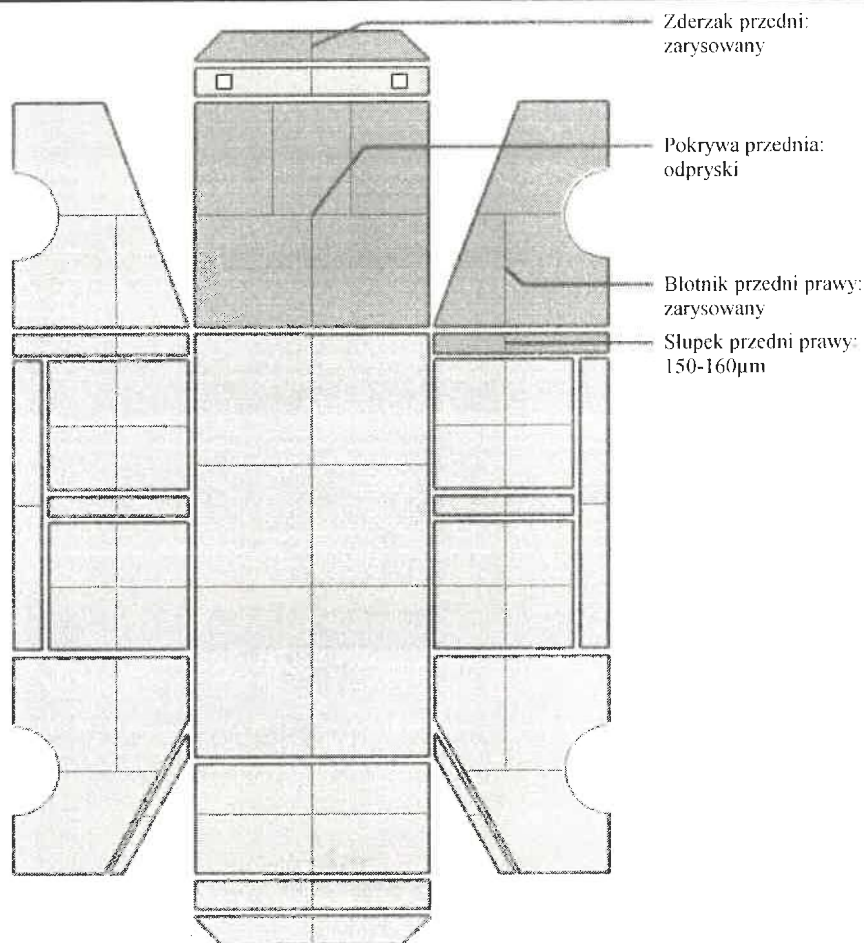 Zderzak przedni:
zarysowany
Pokrywa przednia:
odpryski
Błotnik przedni prawy:
zarysowany
Słupek przedni prawy:
150-160µm